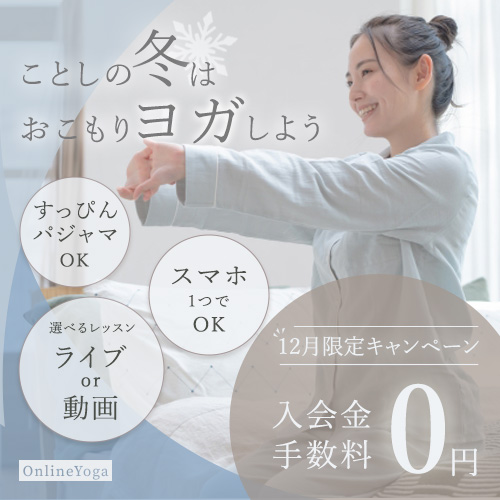 ことしの冬は
おこもりヨガしよう
すっぴん
パジャマ
OK
スマホ
1つで
OK
選べるレッスン
ライブ
or
動画
12月限定キャンペーン
入会金
手数料
0円
OnlineYoga